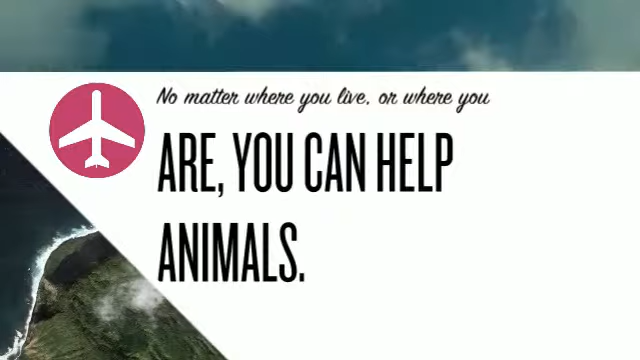 No matter where you live, or where you
ARE, YOU CAN HELP
ANIMALS.